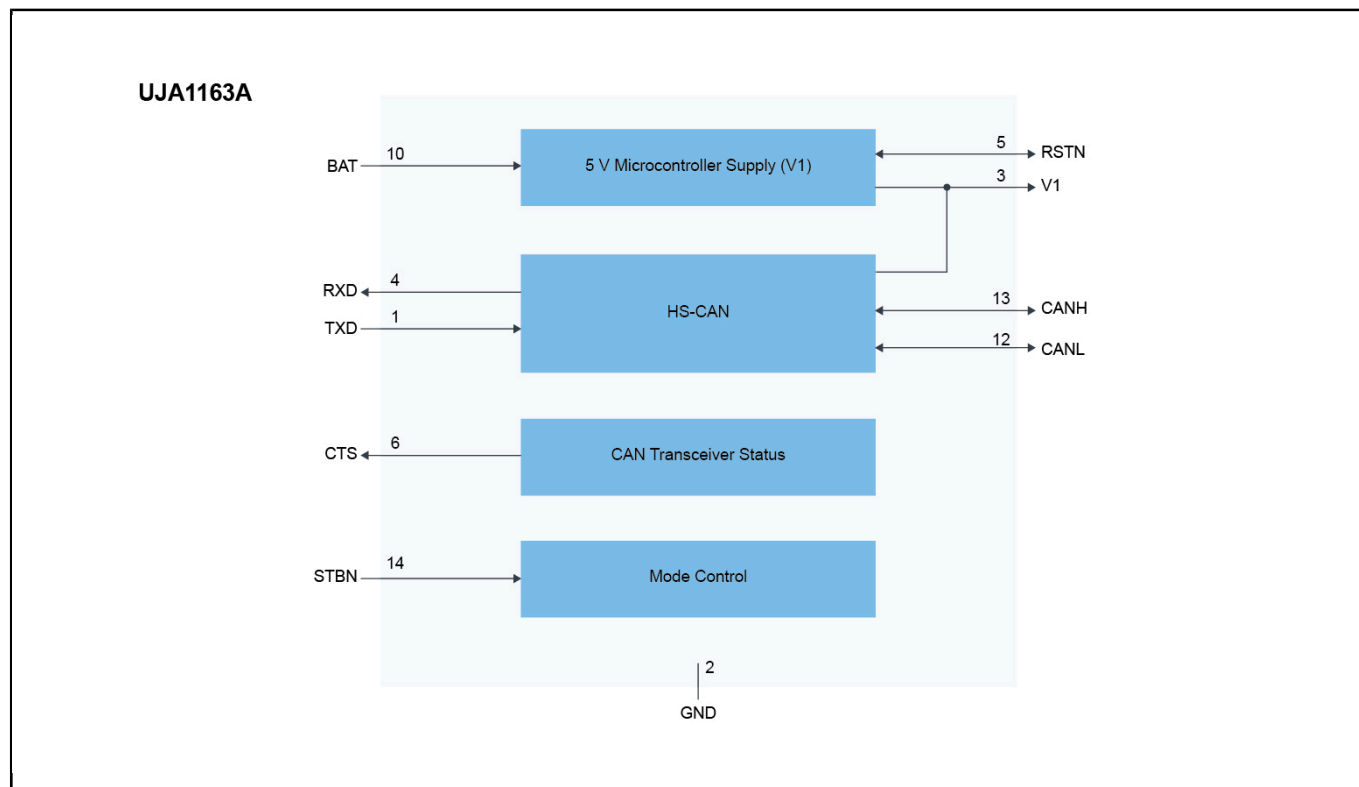 UJA1163A
BAT
10
5 V Microcontroller Supply (V1)
5
RSTN
3
V1
RXD
4
TXD
1
HS-CAN
13
CANH
12
CANL
CTS
6
CAN Transceiver Status
STBN
14
Mode Control
2
GND